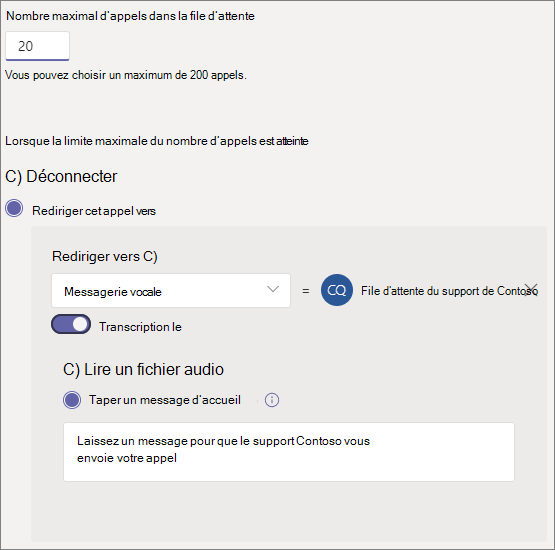 Nombre maximal d'appels dans la file d'attente
20
Vous pouvez choisir un maximum de 200 appels.
Lorsque la limite maximale du nombre d'appels est atteinte
C) Déconnecter
Rediriger cet appel vers
Rediriger vers C)
Messagerie vocale = CQ File d'attente du support de Contoso
Transcription le
C) Lire un fichier audio
Taper un message d'accueil
Laissez un message pour que le support Contoso vous
envoie votre appel